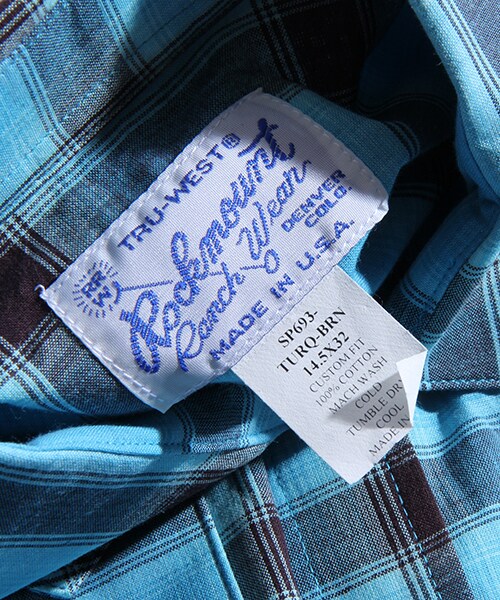 TRU-WEST®
Rockmount
Ranch Wear
DENVER
COLO.
MADE IN U.S.A.
SP693-
TURQ-BRN
14.5X32
CUSTOM FIT
100% COTTON
MACH WASH
COLD
TUMBLE DR
COOL
MADE IN